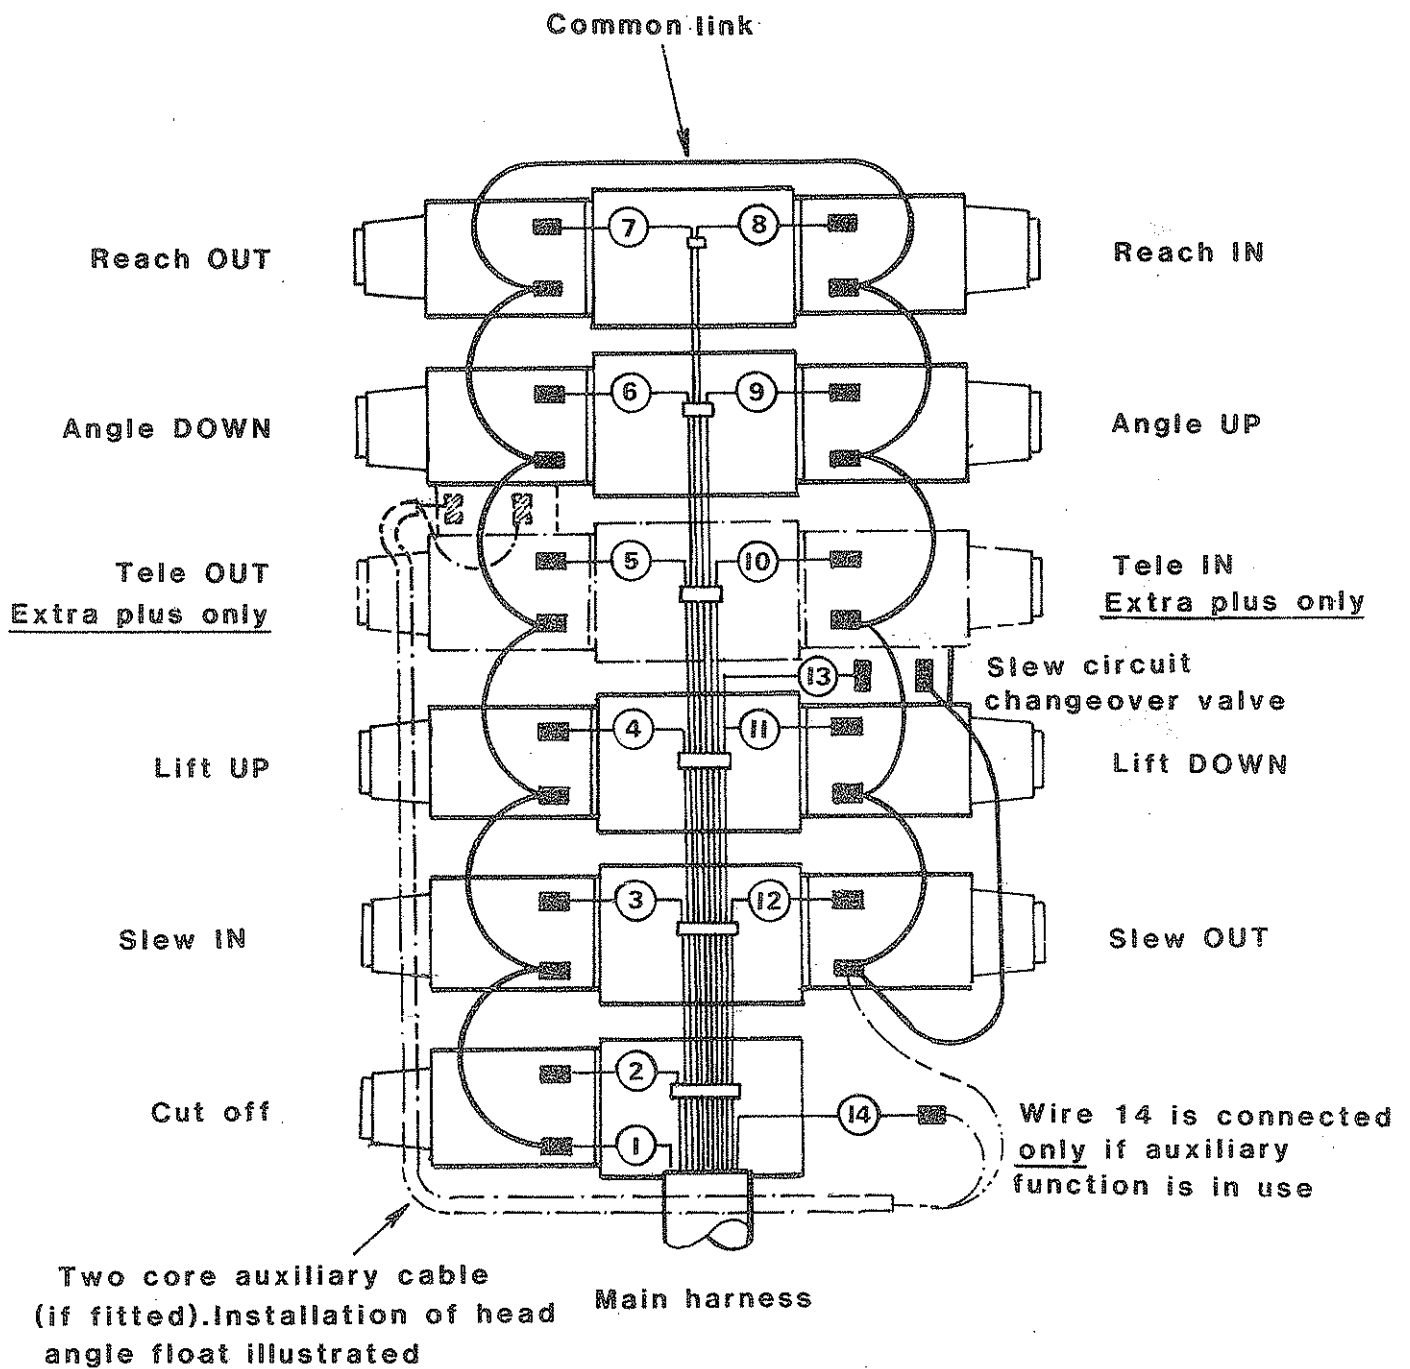 Common link
Reach OUT
7
8
Reach IN
Angle DOWN
6
9
Angle UP
Tele OUT
Extra plus only
5
10
Tele IN
Extra plus only
13
Slew circuit
changeover valve
Lift UP
4
11
Lift DOWN
Slew IN
3
12
Slew OUT
Cut off
2
1
14
Wire 14 is connected
only if auxiliary
function is in use
Two core auxiliary cable
(if fitted).Installation of head
angle float illustrated
Main harness